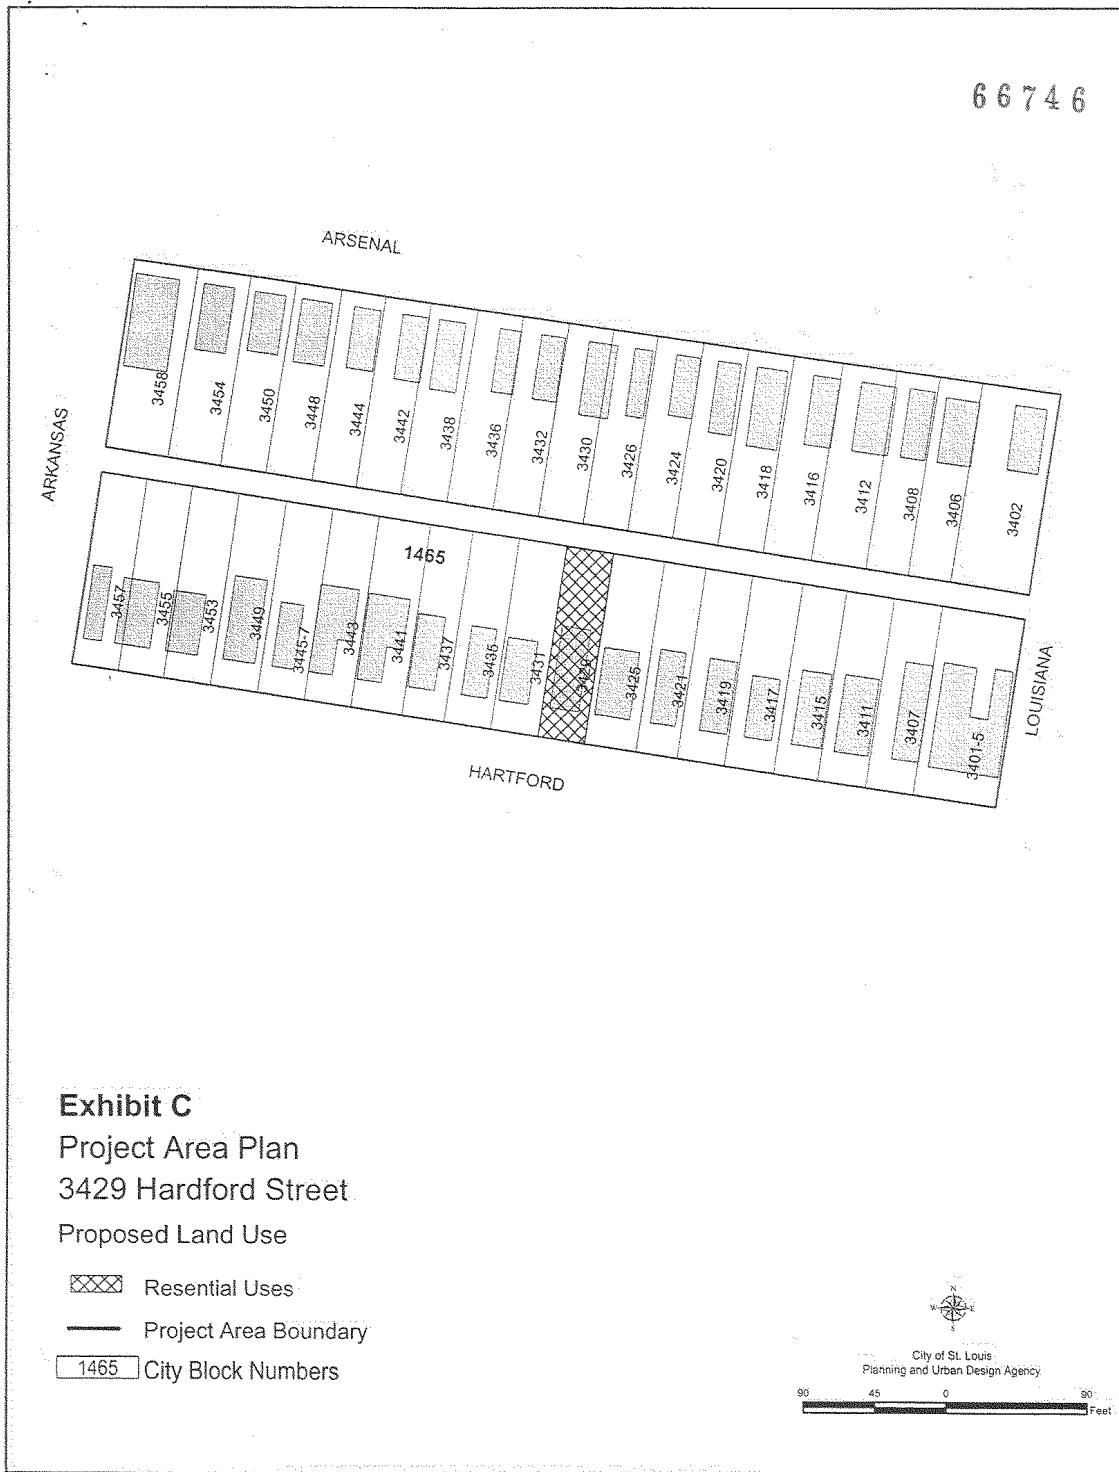 66746
ARSENAL
ARKANSAS
3458
3454
3450
3448
3444
3442
3438
3436
3432
3430
3426
3424
3420
3418
3416
3412
3408
3406
3402
1465
3457
3455
3453
3449
3445-7
3443
3441
3437
3435
3431
3429
3425
3421
3419
3417
3415
3411
3407
3401-5
LOUISIANA
HARTFORD
Exhibit C
Project Area Plan
3429 Hardford Street
Proposed Land Use
Resential Uses
Project Area Boundary
1465 City Block Numbers
N
W E
S
City of St. Louis
Planning and Urban Design Agency
90 45 0 90
Feet